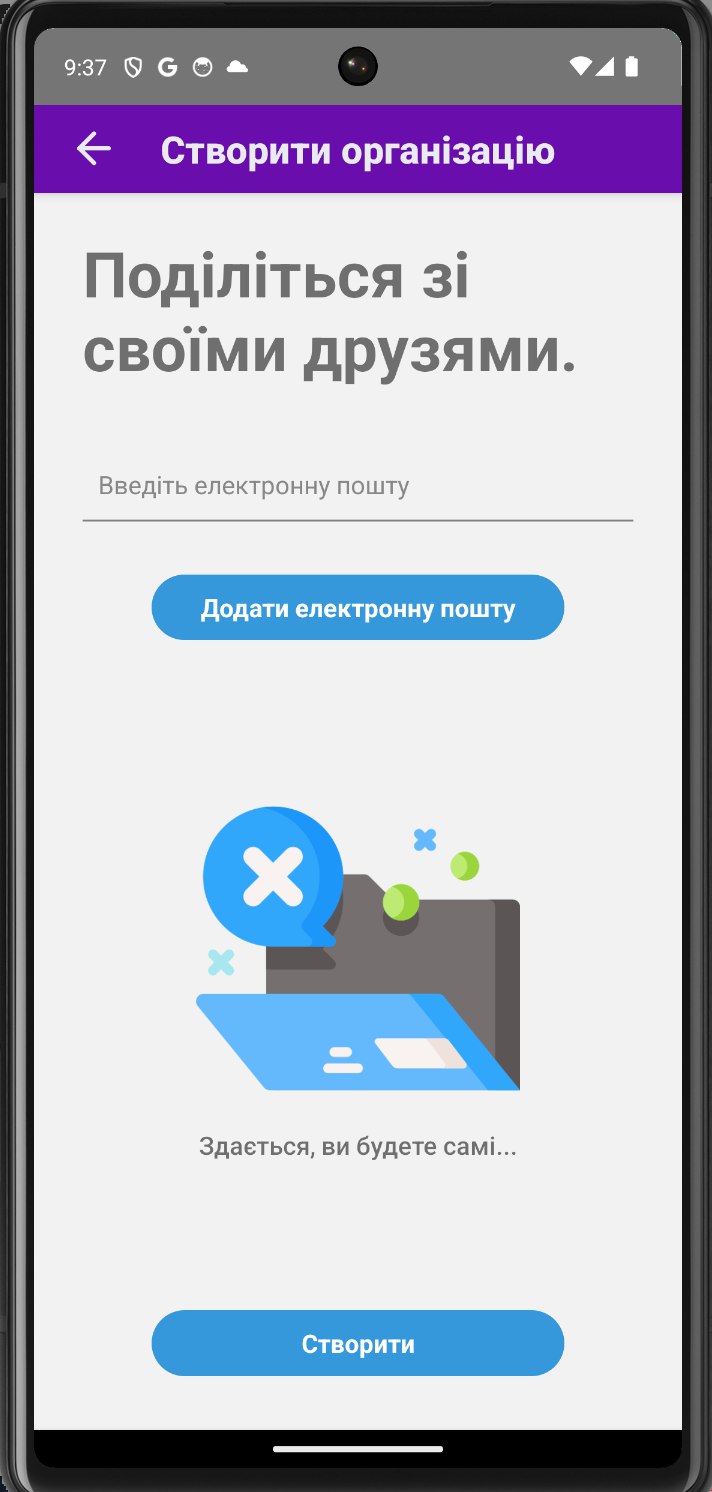 9:37
Створити організацію
Поділіться зі
своїми друзями.
Введіть електронну пошту
Додати електронну пошту
Здається, ви будете самі...
Створити